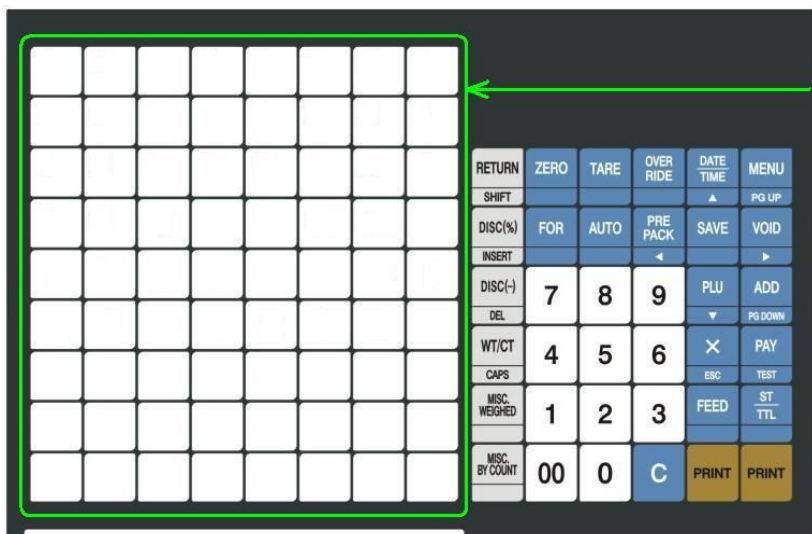 RETURN ZERO TARE OVER RIDE DATE TIME MENU
SHIFT ▲ PG UP
DISC(%) FOR AUTO PRE PACK SAVE VOID
INSERT ◀ ▶
DISC(-) 7 8 9 PLU ADD
DEL ▼ PG DOWN
WT/CT 4 5 6 × PAY
CAPS ESC TEST
MISC. WEIGHED 1 2 3 FEED ST TTL
MISC. BY COUNT 00 0 C PRINT PRINT